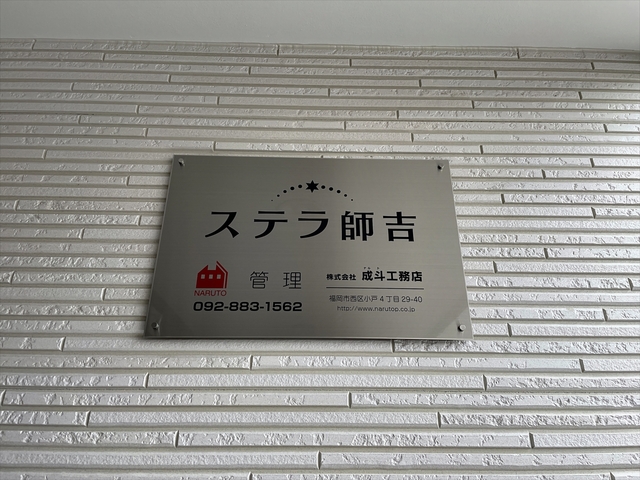 ステラ師吉
NARUTO
管理
株式会社 成斗工務店
092-883-1562
福岡市西区小戸4丁目29-40
http://www.narutop.co.jp